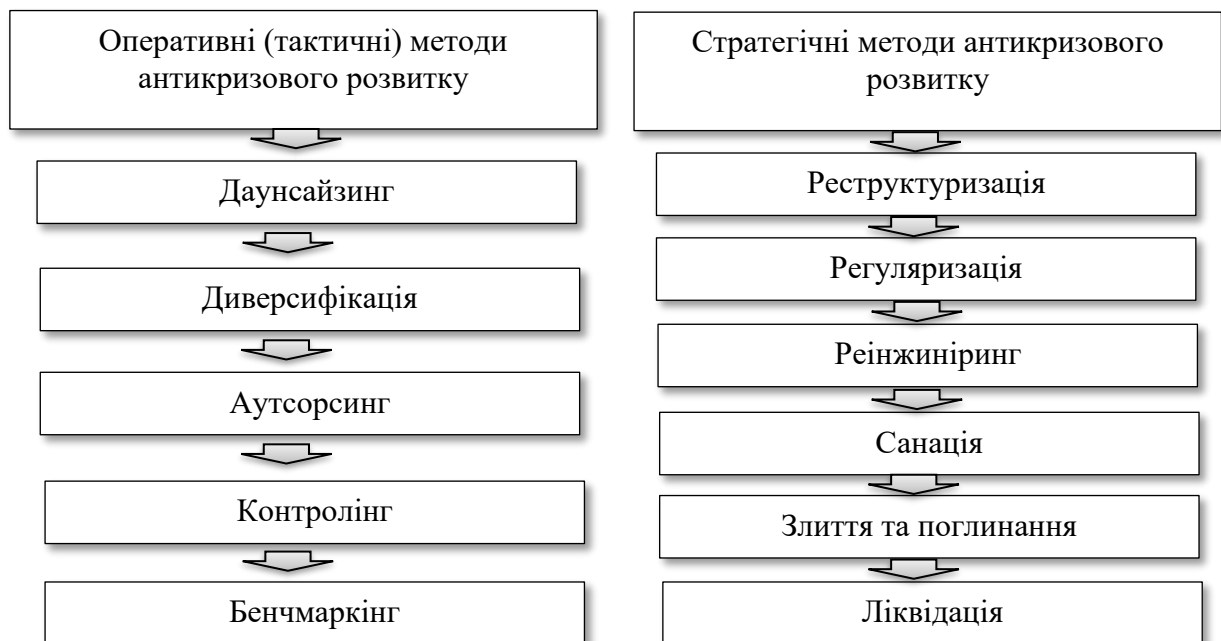 Оперативні (тактичні) методи
антикризового розвитку
Даунсайзинг
Диверсифікація
Аутсорсинг
Контролінг
Бенчмаркінг
Стратегічні методи антикризового
розвитку
Реструктуризація
Регуляризація
Реінжиніринг
Санація
Злиття та поглинання
Ліквідація